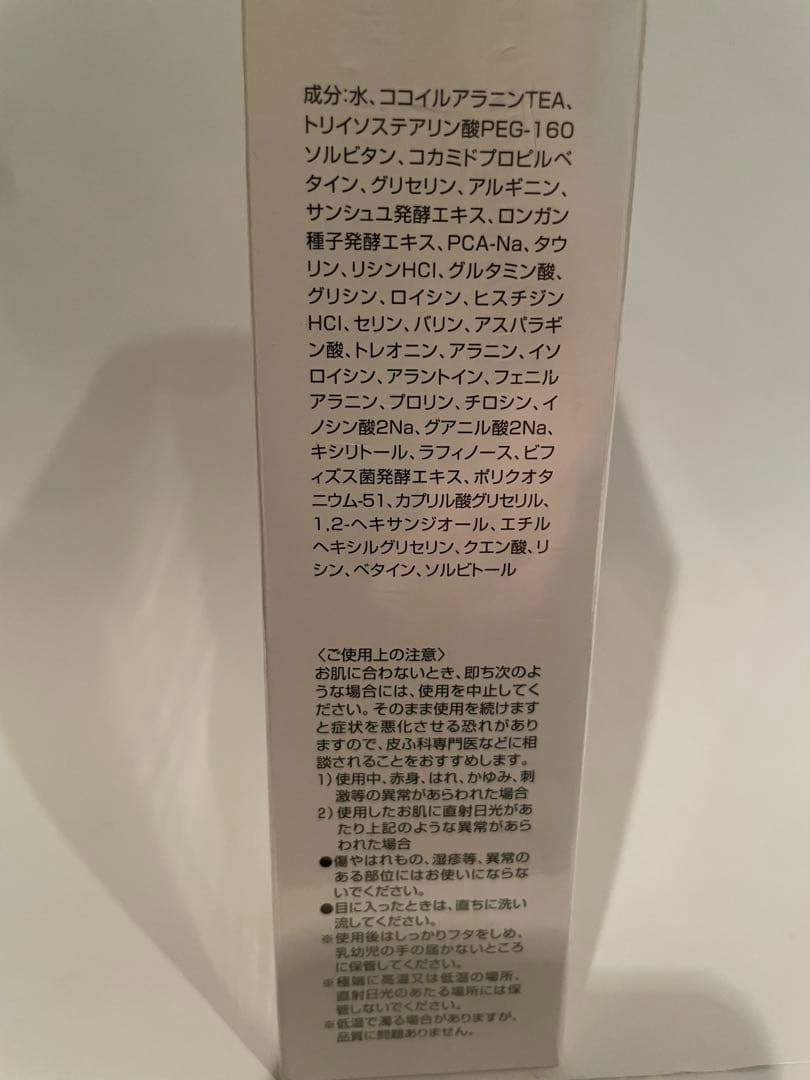 成分:水、ココイルアラニンTEA、
トリイソステアリン酸PEG-160
ソルビタン、コカミドプロピルベ
タイン、グリセリン、アルギニン、
サンシュユ発酵エキス、ロンガン
種子発酵エキス、PCA-Na、タウ
リン、リシンHCl、グルタミン酸、
グリシン、ロイシン、ヒスチジン
HCl、セリン、バリン、アスパラギ
ン酸、トレオニン、アラニン、イソ
ロイシン、アラントイン、フェニル
アラニン、プロリン、チロシン、イ
ノシン酸2Na、グアニル酸2Na、
キシリトール、ラフィノース、ビフ
ィズス菌発酵エキス、ポリクオタ
ニウム-51、カプリル酸グリセリル、
1,2-ヘキサンジオール、エチル
ヘキシルグリセリン、クエン酸、リ
シン、ベタイン、ソルビトール
〈ご使用上の注意〉
お肌に合わないとき、即ち次のよ
うな場合には、使用を中止してく
ださい。そのまま使用を続けます
と症状を悪化させる恐れがあり
ますので、皮ふ科専門医などに相
談されることをおすすめします。
1)使用中、赤身、はれ、かゆみ、刺
激等の異常があらわれた場合
2)使用したお肌に直射日光があ
たり上記のような異常があら
われた場合
●傷やはれもの、湿疹等、異常の
ある部位にはお使いにならな
いでください。
●目に入ったときは、直ちに洗い
流してください。
※使用後はしっかりフタをしめ、
乳幼児の手の届かないところ
に保管してください。
※極端に高温又は低温の場所、
直射日光のあたる場所には保
管しないでください。
※低温で濁る場合がありますが、
品質に問題ありません。